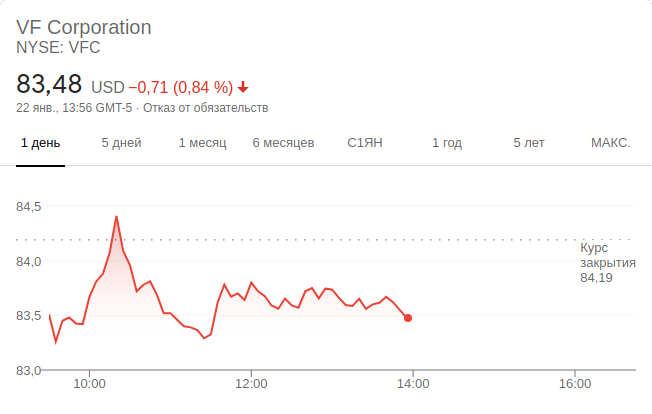 VF Corporation
NYSE: VFC
83,48 USD −0,71 (0,84 %)
22 янв., 13:56 GMT-5 · Отказ от обязательств
1 день 5 дней 1 месяц 6 месяцев С1ЯН 1 год 5 лет МАКС.
84,5
Курс
закрытия
84,19
84,0
83,5
83,0
10:00 12:00 14:00 16:00